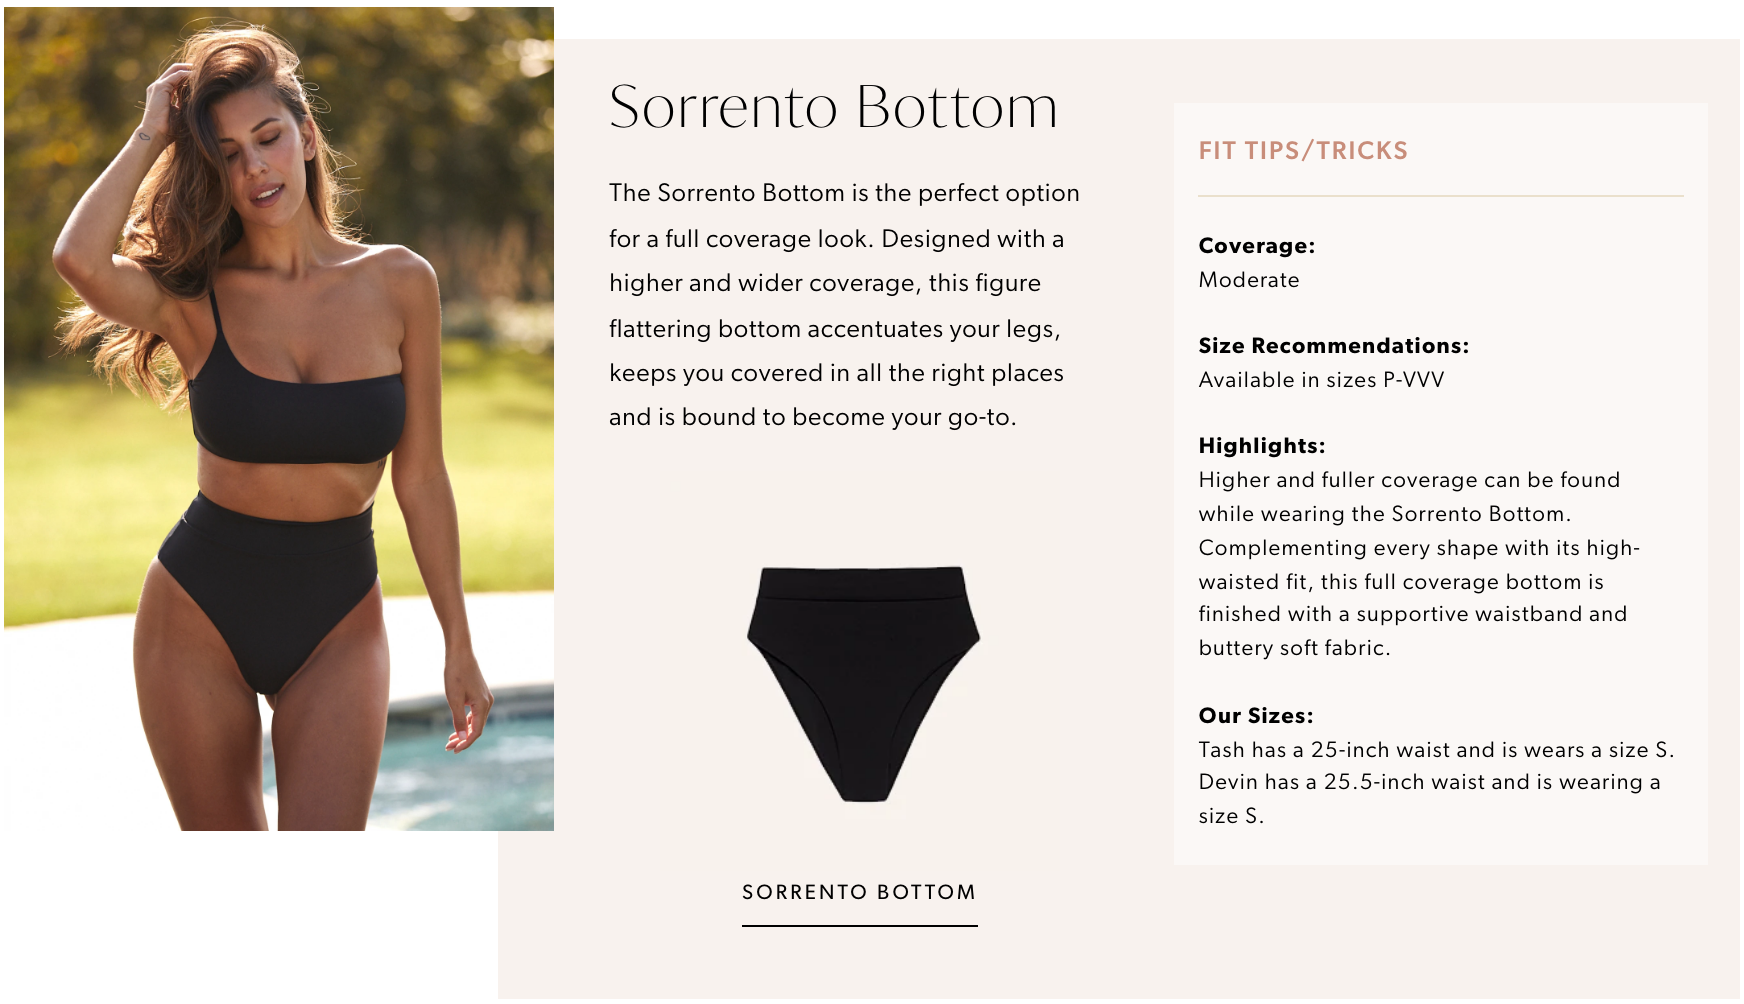 Sorrento Bottom
The Sorrento Bottom is the perfect option
for a full coverage look. Designed with a
higher and wider coverage, this figure
flattering bottom accentuates your legs,
keeps you covered in all the right places
and is bound to become your go-to.
SORRENTO BOTTOM
FIT TIPS/TRICKS
Coverage:
Moderate
Size Recommendations:
Available in sizes P-VVV
Highlights:
Higher and fuller coverage can be found
while wearing the Sorrento Bottom.
Complementing every shape with its high-
waisted fit, this full coverage bottom is
finished with a supportive waistband and
buttery soft fabric.
Our Sizes:
Tash has a 25-inch waist and is wears a size S.
Devin has a 25.5-inch waist and is wearing a
size S.